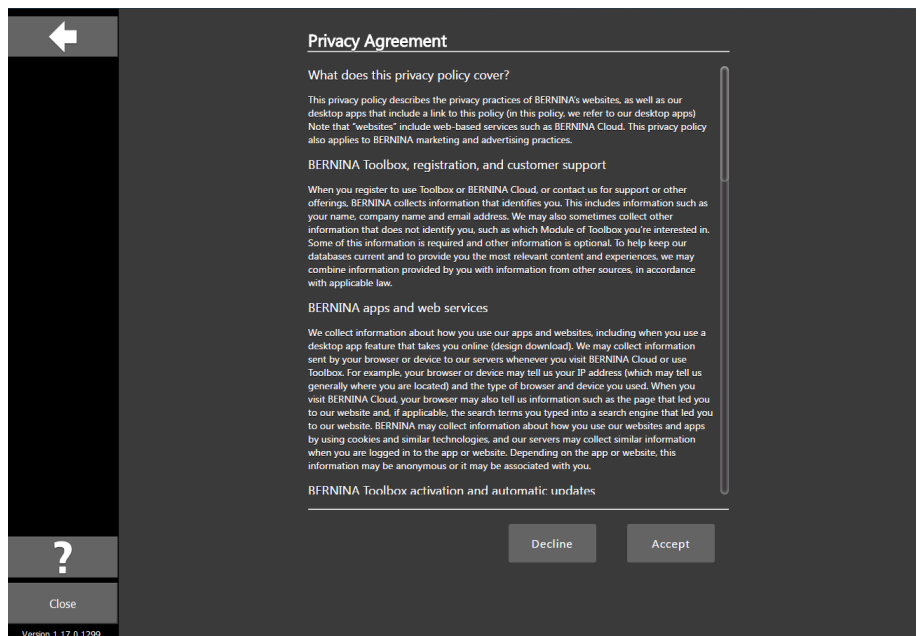 Privacy Agreement
What does this privacy policy cover?
This privacy policy describes the privacy practices of BERNINA's websites, as well as our
desktop apps that include a link to this policy (in this policy, we refer to our desktop apps)
Note that "websites" include web-based services such as BERNINA Cloud. This privacy policy
also applies to BERNINA marketing and advertising practices.
BERNINA Toolbox, registration, and customer support
When you register to use Toolbox or BERNINA Cloud, or contact us for support or other
offerings, BERNINA collects information that identifies you. This includes information such as
your name, company name and email address. We may also sometimes collect other
information that does not identify you, such as which Module of Toolbox you're interested in.
Some of this information is required and other information is optional. To help keep our
databases current and to provide you the most relevant content and experiences, we may
combine information provided by you with information from other sources, in accordance
with applicable law.
BERNINA apps and web services
We collect information about how you use our apps and websites, including when you use a
desktop app feature that takes you online (design download). We may collect information
sent by your browser or device to our servers whenever you visit BERNINA Cloud or use
Toolbox. For example, your browser or device may tell us your IP address (which may tell us
generally where you are located) and the type of browser and device you used. When you
visit BERNINA Cloud, your browser may also tell us information such as the page that led you
to our website and, if applicable, the search terms you typed into a search engine that led you
to our website. BERNINA may collect information about how you use our websites and apps
by using cookies and similar technologies, and our servers may collect similar information
when you are logged in to the app or website. Depending on the app or website, this
information may be anonymous or it may be associated with you.
BERNINA Toolbox activation and automatic updates
Decline
Accept
?
Close
Version 1.17.0.1299